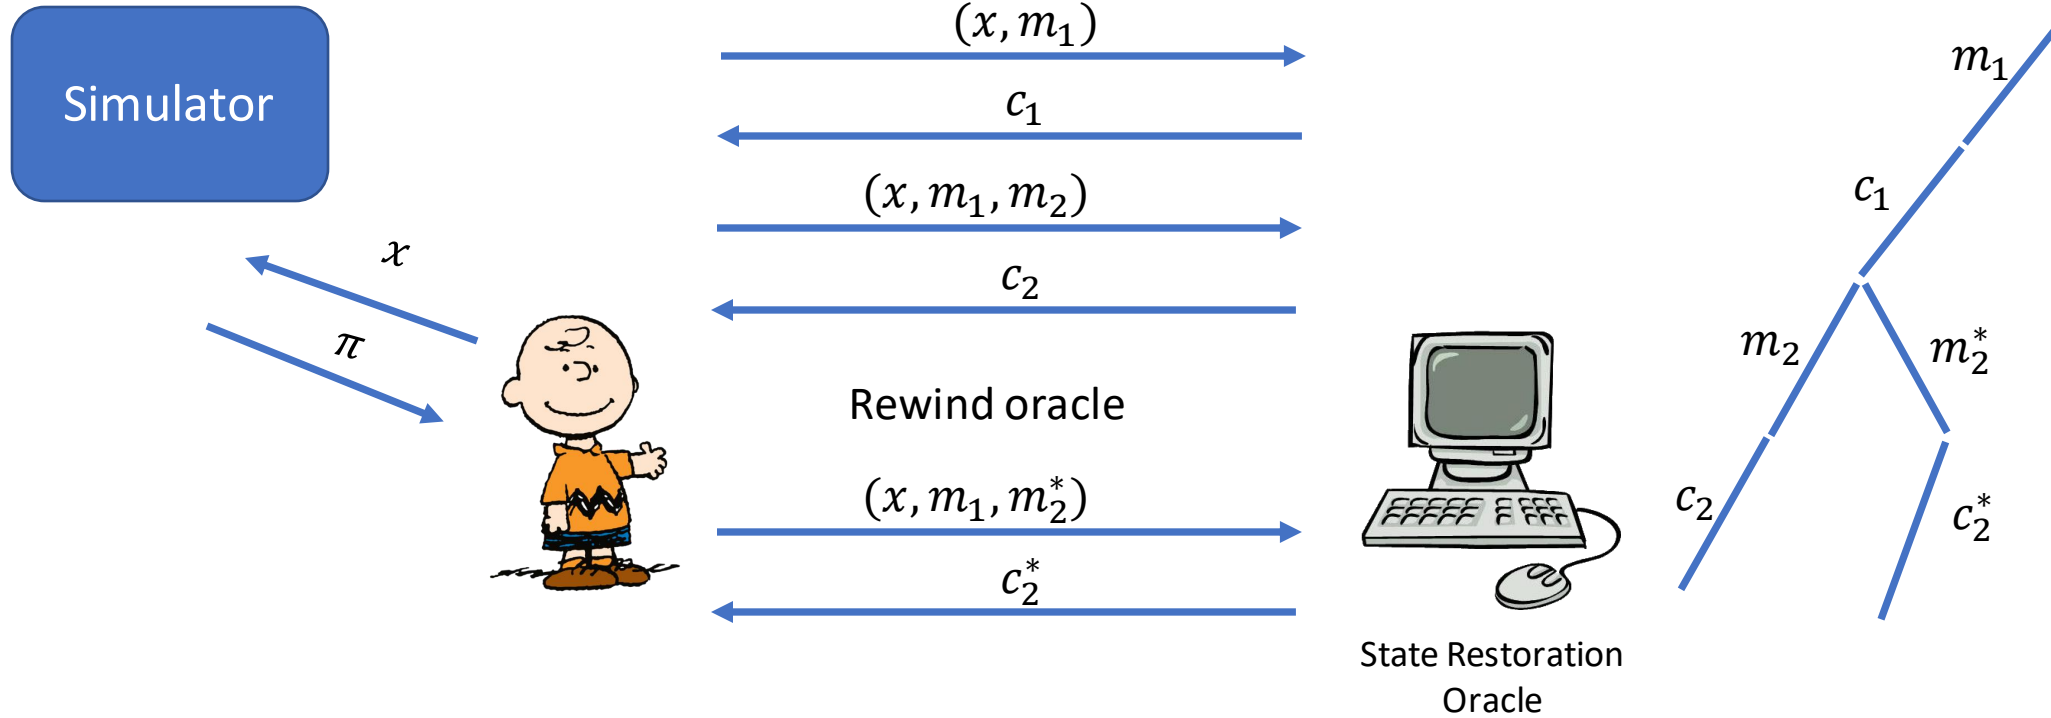 Simulator
x
π
(x, m₁)
c₁
(x, m₁, m₂)
c₂
Rewind oracle
(x, m₁, m₂*)
c₂*
State Restoration
Oracle
m₁
c₁
m₂
m₂*
c₂
c₂*